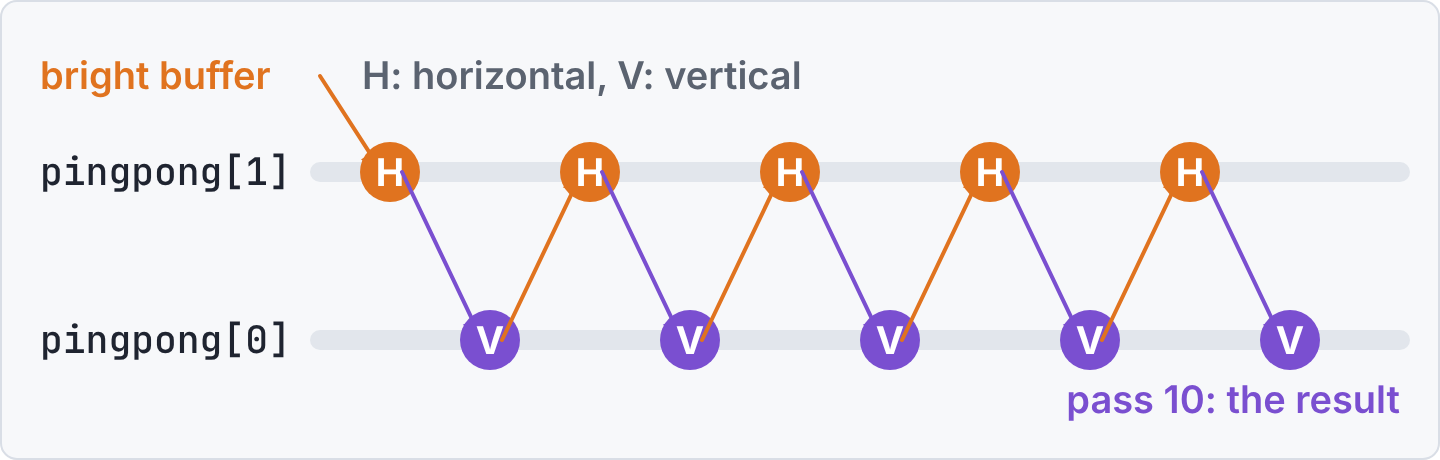 bright buffer
H: horizontal, V: vertical
pingpong[1]
H H H H H
pingpong[0]
V V V V V
pass 10: the result